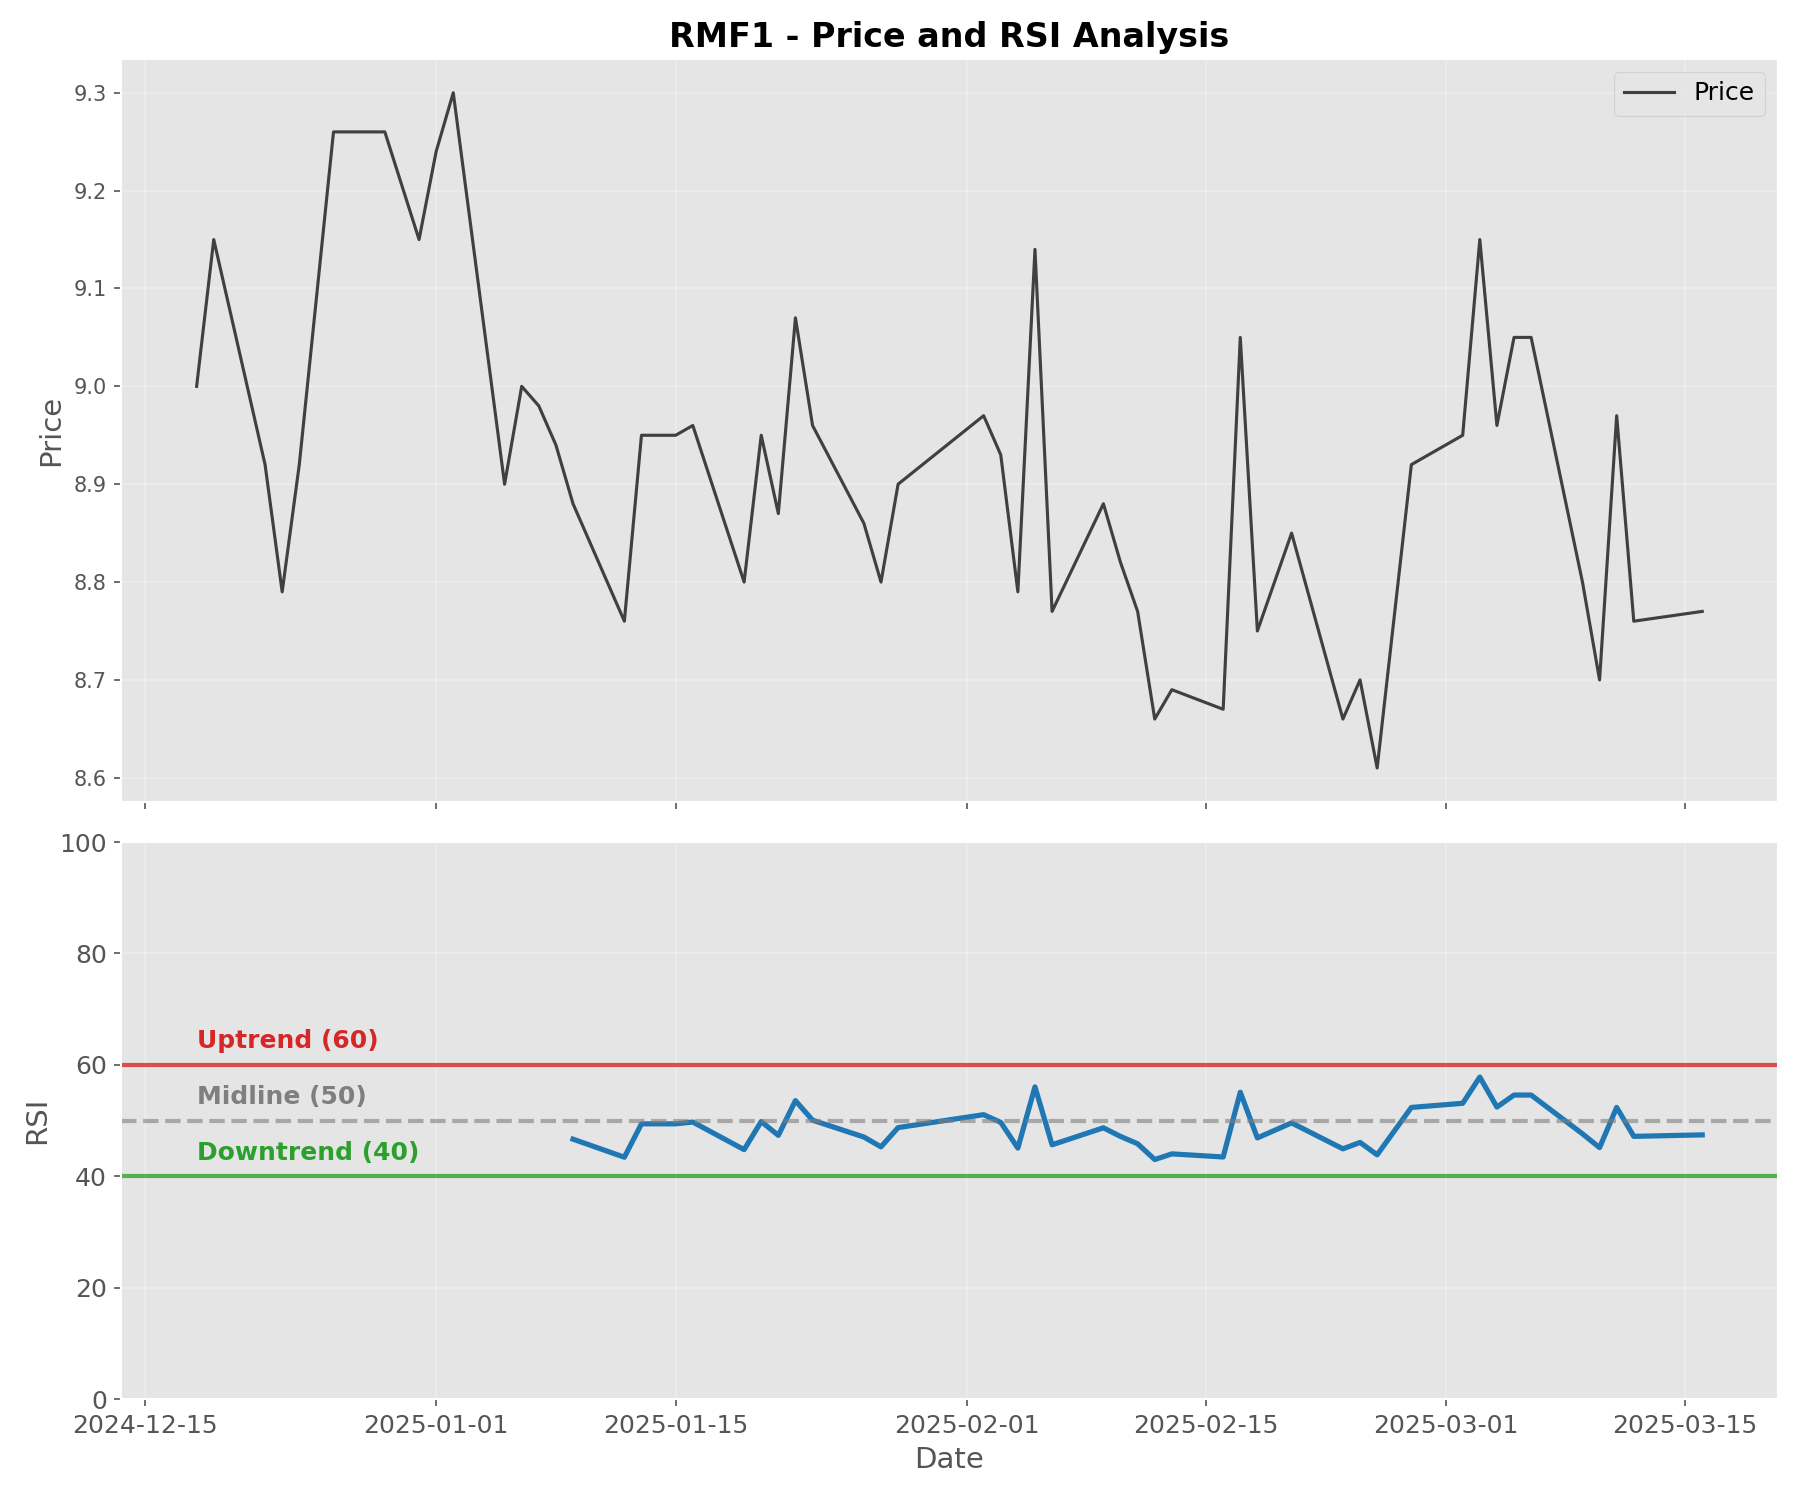 RMF1 - Price and RSI Analysis
Price
9.3
9.2
9.1
9.0
8.9
8.8
8.7
8.6
Price
100
80
60
40
20
0
RSI
Uptrend (60)
Midline (50)
Downtrend (40)
2024-12-15 2025-01-01 2025-01-15 2025-02-01 2025-02-15 2025-03-01 2025-03-15
Date